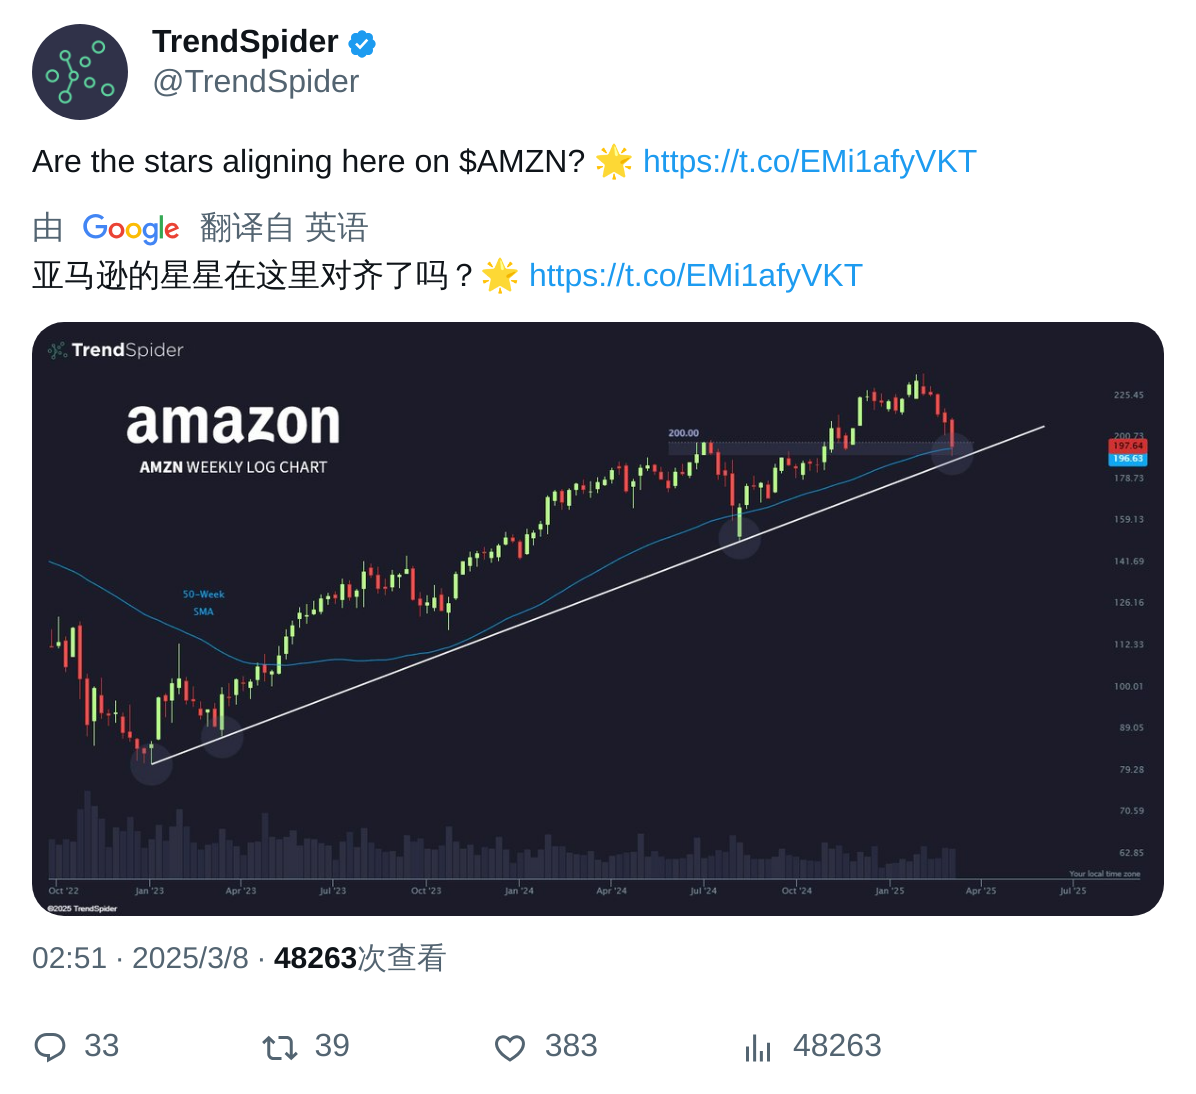 TrendSpider
@TrendSpider
Are the stars aligning here on $AMZN? 🌟 https://t.co/EMi1afyVKT
由 Google 翻译自 英语
亚马逊的星星在这里对齐了吗？🌟 https://t.co/EMi1afyVKT
TrendSpider
amazon
AMZN WEEKLY LOG CHART
200.00
50-Week
SMA
225.45
200.73
197.64
196.63
178.73
159.13
141.69
126.16
112.33
100.01
89.05
79.28
70.59
62.85
Your local time zone
Oct '22 Jan '23 Apr '23 Jul '23 Oct '23 Jan '24 Apr '24 Jul '24 Oct '24 Jan '25 Apr '25 Jul '25
©2025 TrendSpider
02:51 · 2025/3/8 · 48263次查看
33 39 383 48263